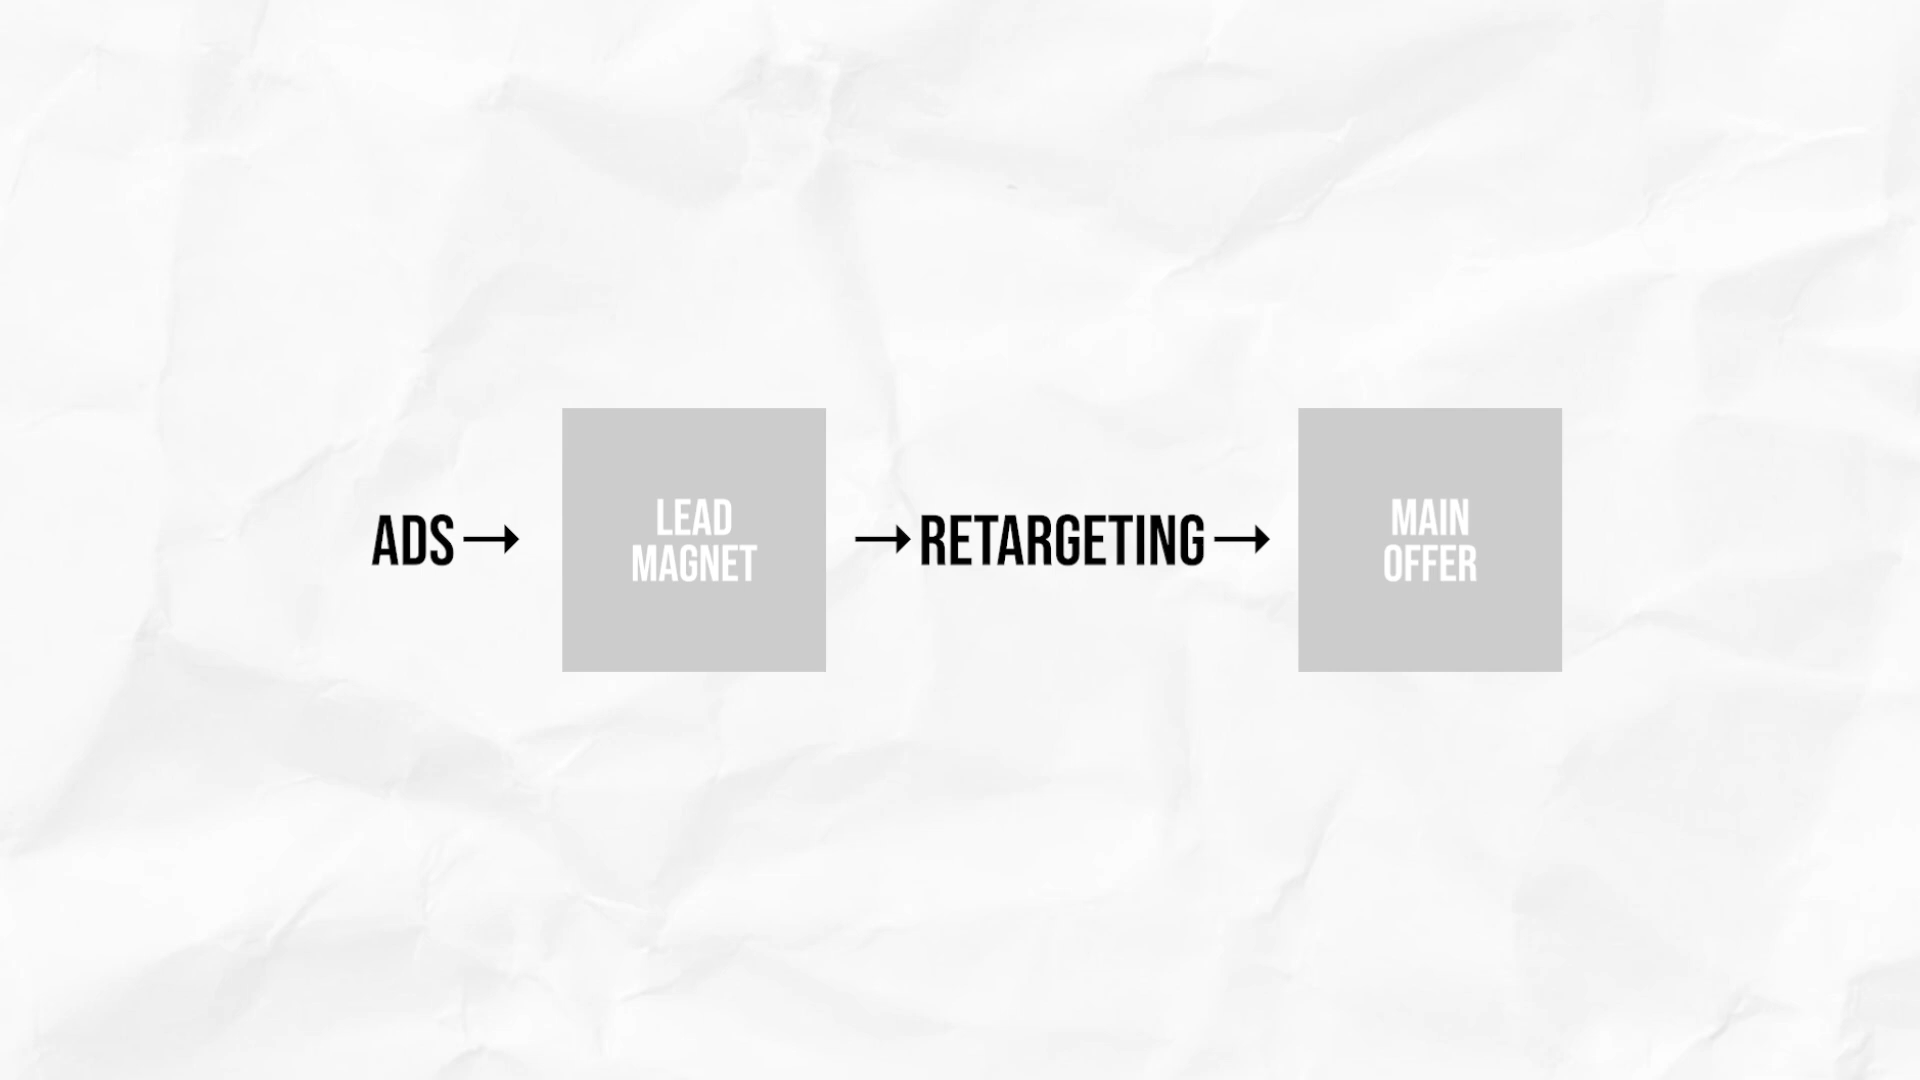 ADS→
LEAD
MAGNET
→RETARGETING→
MAIN
OFFER